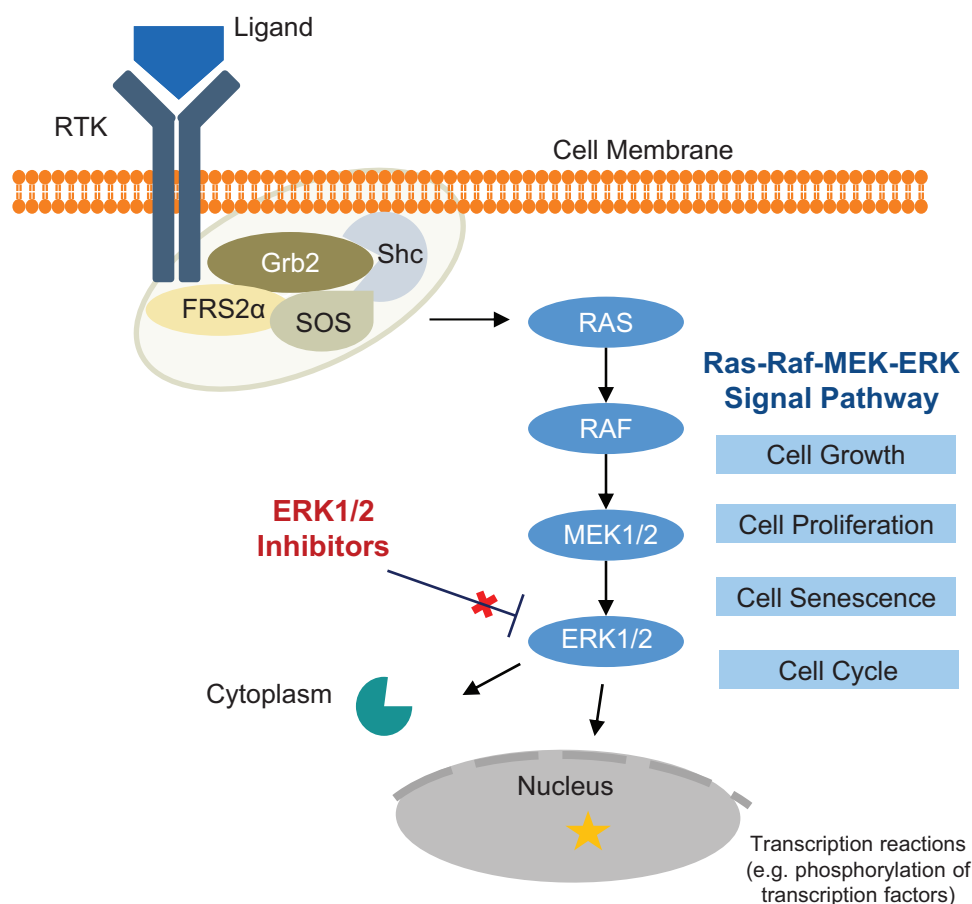 Ligand
RTK
Cell Membrane
Grb2
Shc
FRS2α
SOS
RAS
Ras-Raf-MEK-ERK
Signal Pathway
RAF
Cell Growth
ERK1/2
Inhibitors
MEK1/2
Cell Proliferation
Cell Senescence
ERK1/2
Cell Cycle
Cytoplasm
Nucleus
Transcription reactions
(e.g. phosphorylation of
transcription factors)